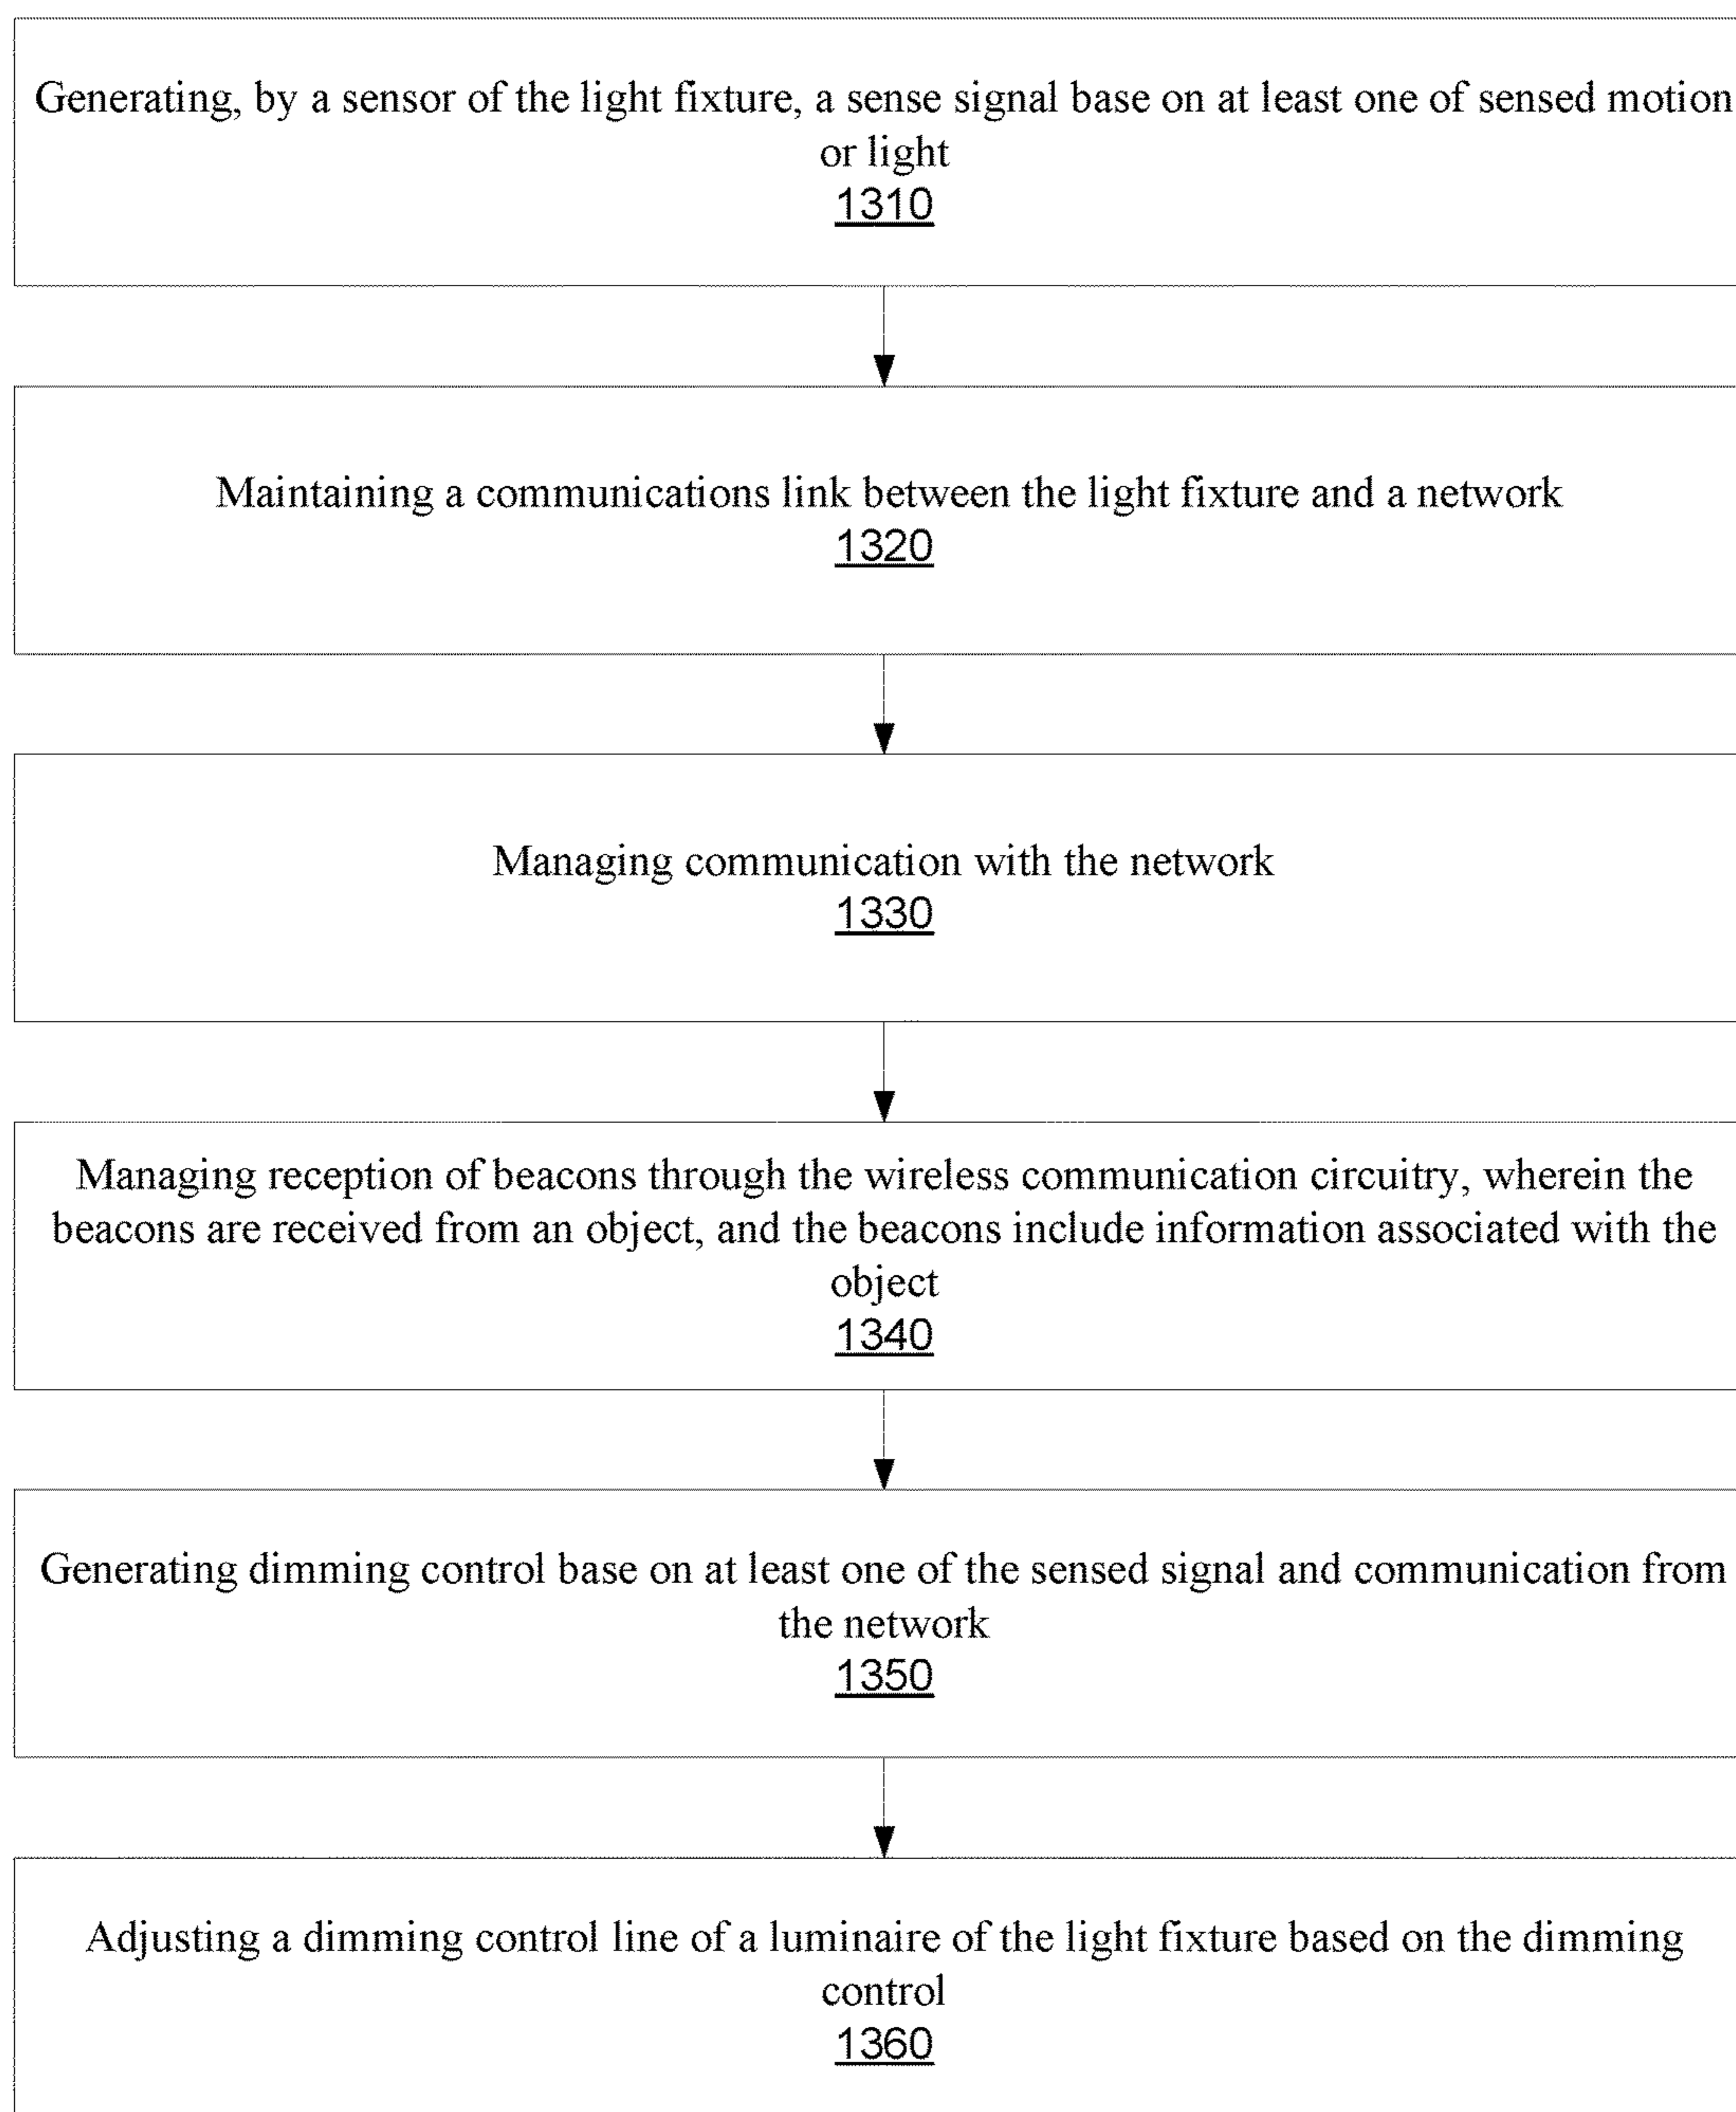 Generating, by a sensor of the light fixture, a sense signal base on at least one of sensed motion
or light
1310
Maintaining a communications link between the light fixture and a network
1320
Managing communication with the network
1330
Managing reception of beacons through the wireless communication circuitry, wherein the
beacons are received from an object, and the beacons include information associated with the
object
1340
Generating dimming control base on at least one of the sensed signal and communication from
the network
1350
Adjusting a dimming control line of a luminaire of the light fixture based on the dimming
control
1360